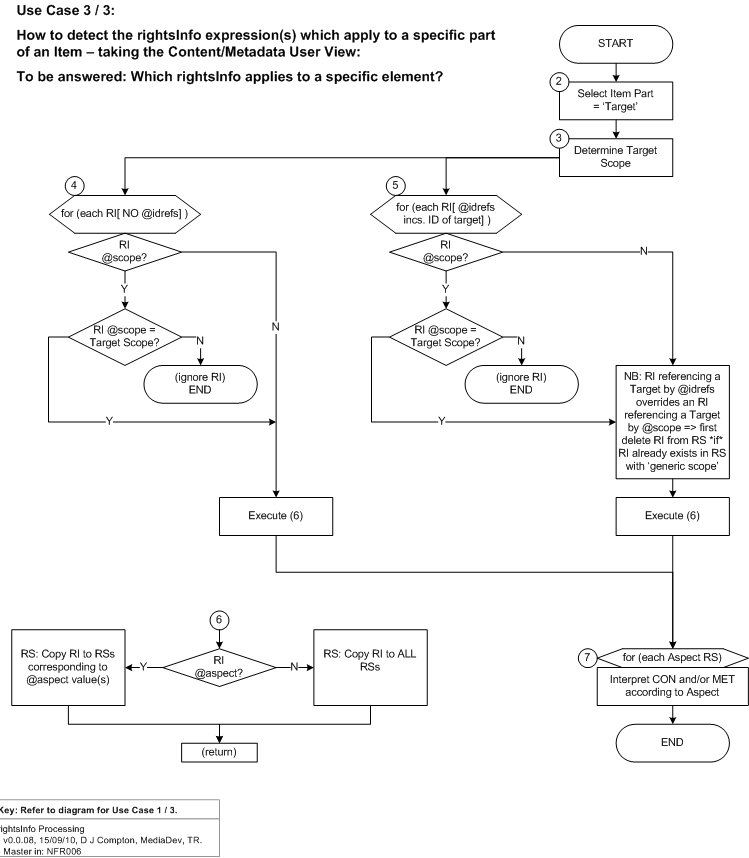 Use Case 3 / 3:
How to detect the rightsInfo expression(s) which apply to a specific part
of an Item – taking the Content/Metadata User View:
To be answered: Which rightsInfo applies to a specific element?
START
2
Select Item Part
= ‘Target’
3
Determine Target
Scope
4
for (each RI[ NO @idrefs] )
RI
@scope?
N
Y
RI @scope =
Target Scope?
N
(ignore RI)
END
Y
Execute (6)
5
for (each RI[ @idrefs
incs. ID of target] )
RI
@scope?
N
Y
RI @scope =
Target Scope?
N
(ignore RI)
END
Y
NB: RI referencing a
Target by @idrefs
overrides an RI
referencing a Target
by @scope => first
delete RI from RS *if*
RI already exists in RS
with ‘generic scope’
Execute (6)
6
RI
@aspect?
Y
N
RS: Copy RI to RSs
corresponding to
@aspect value(s)
RS: Copy RI to ALL
RSs
(return)
7
for (each Aspect RS)
Interpret CON and/or MET
according to Aspect
END
Key: Refer to diagram for Use Case 1 / 3.
ightsInfo Processing
v0.0.08, 15/09/10, D J Compton, MediaDev, TR.
Master in: NFR006